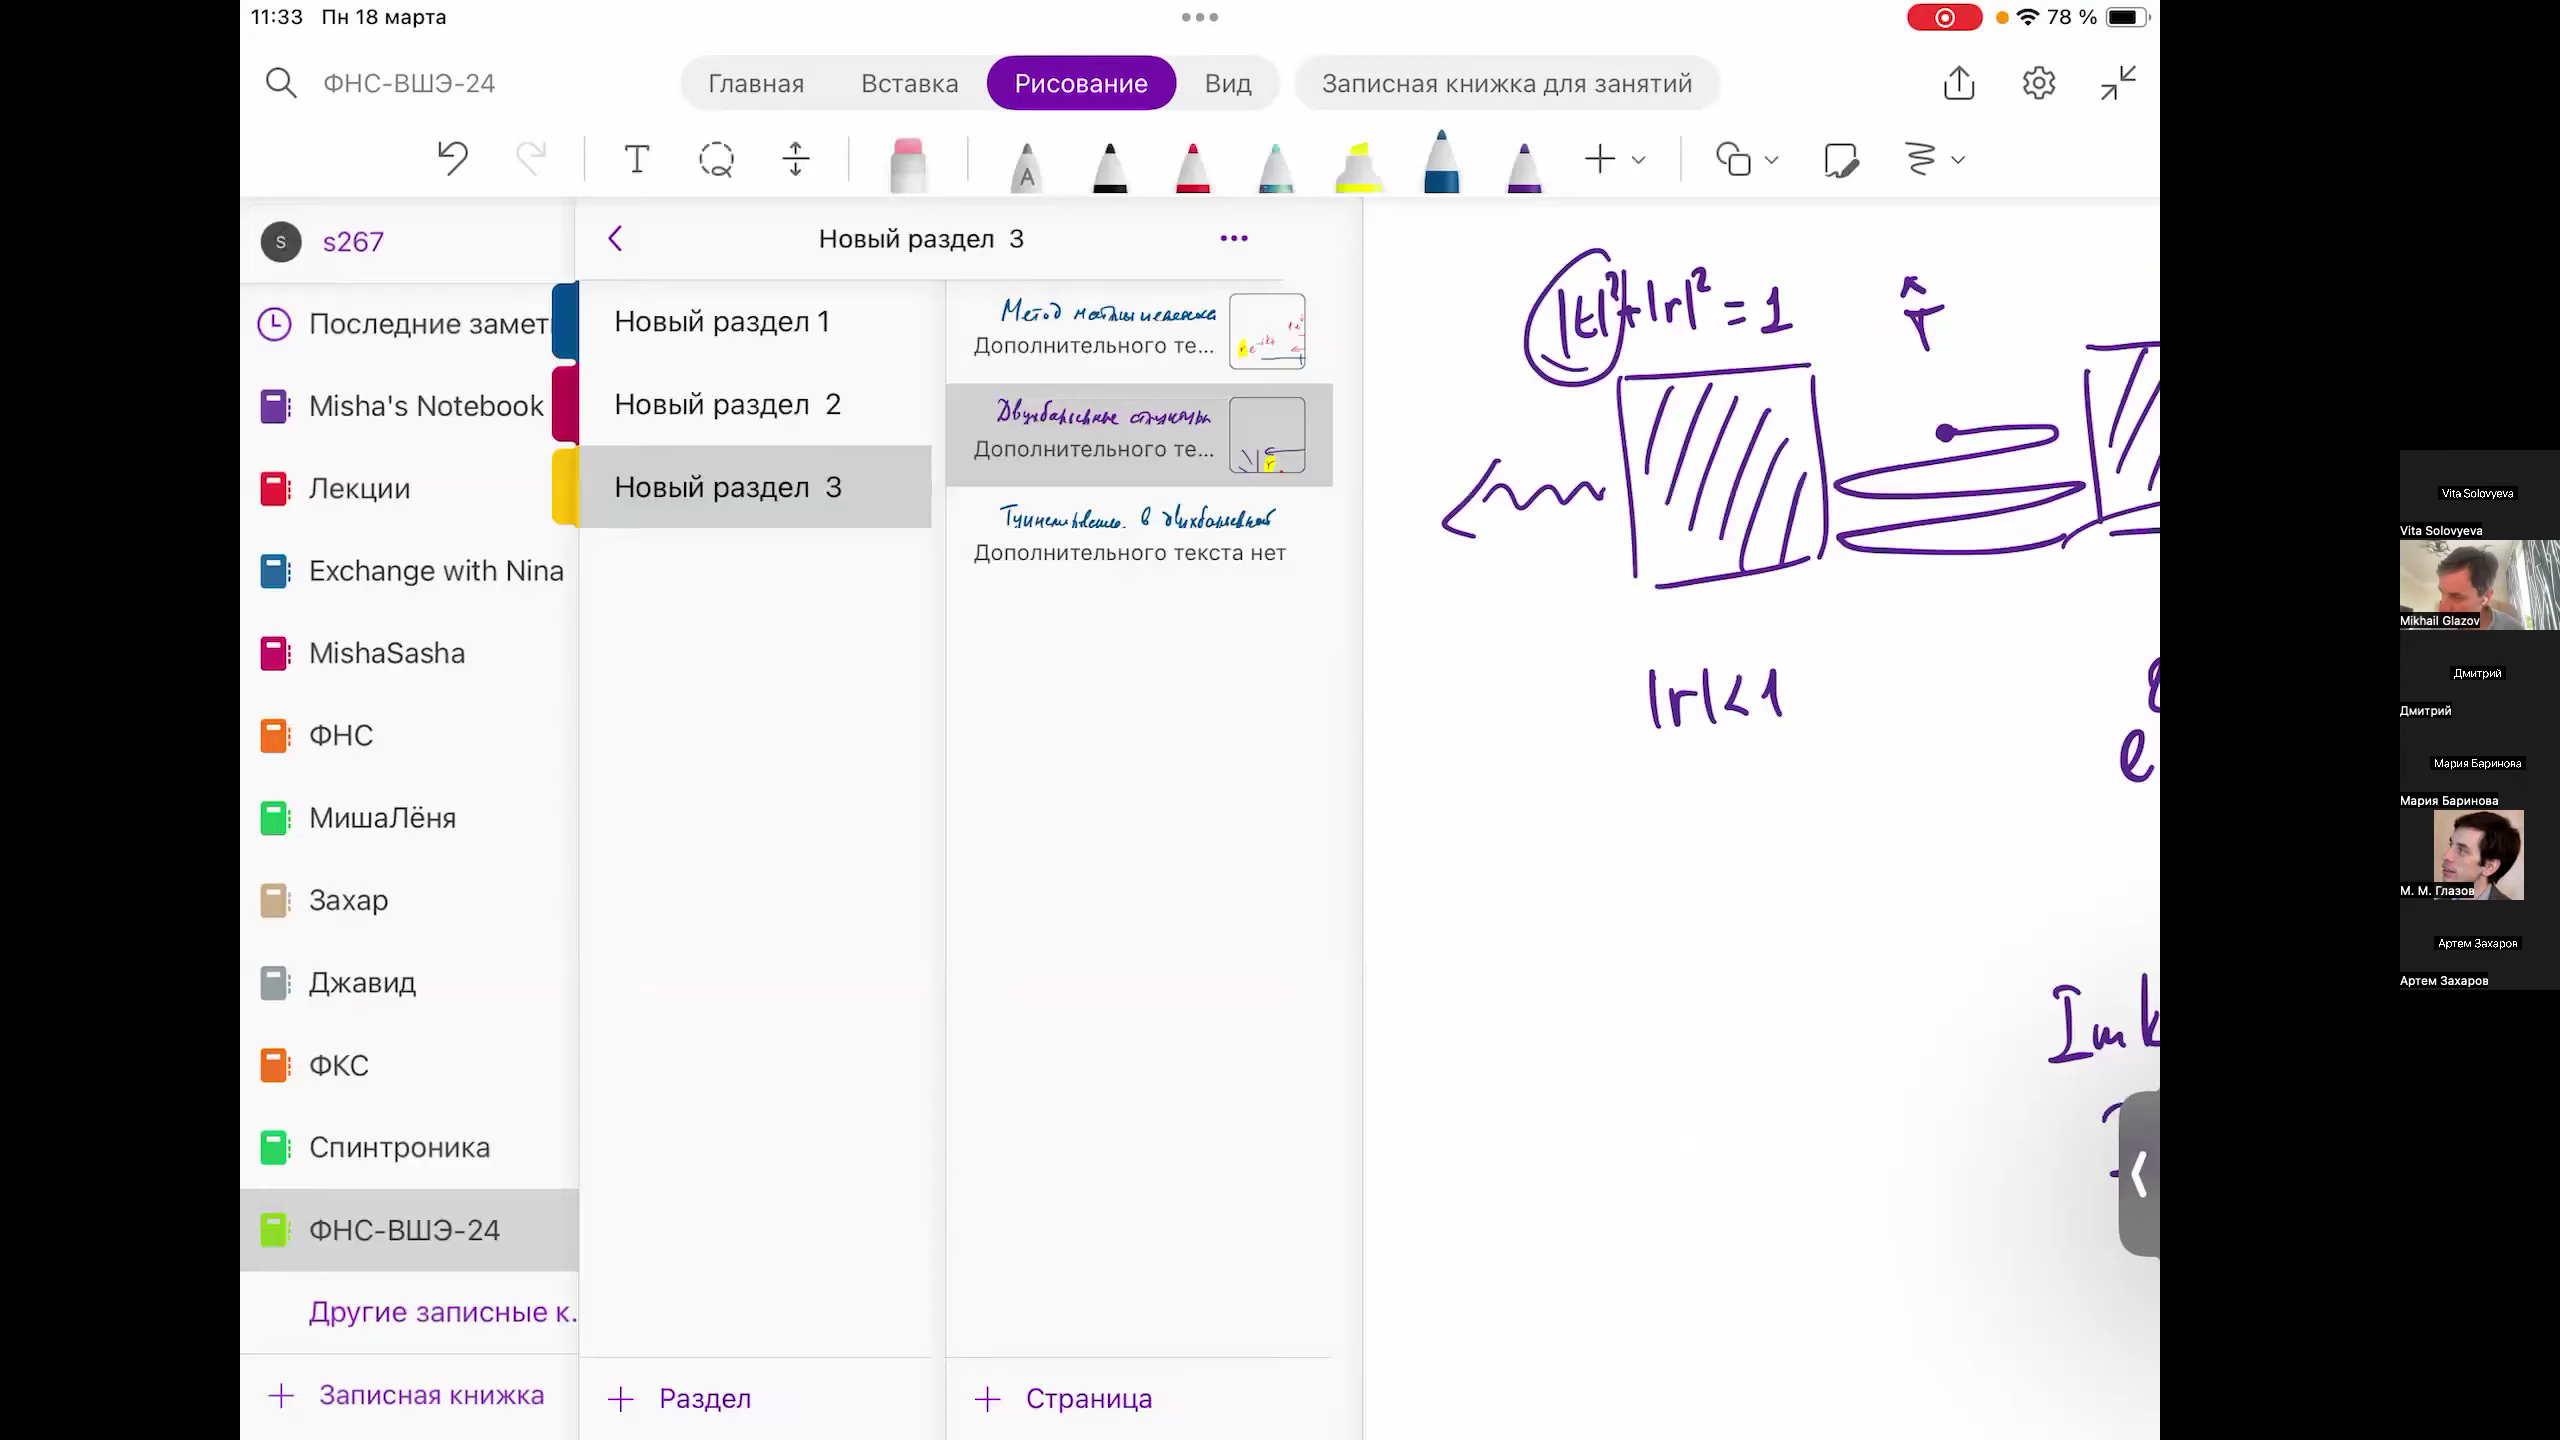 11:33 Пн 18 марта
78 %
ФНС-ВШЭ-24
Главная
Вставка
Рисование
Вид
Записная книжка для занятий
T
A
S
s267
Последние замет
Misha's Notebook
Лекции
Exchange with Nina
MishaSasha
ФНС
МишаЛёня
Захар
Джавид
ФКС
Спинтроника
ФНС-ВШЭ-24
Другие записные к.
Записная книжка
Новый раздел 3
Новый раздел 1
Новый раздел 2
Новый раздел 3
Раздел
Метод матриц переноса
Дополнительного те...
Двухбарьерные структуры
Дополнительного те...
Туннелирование в двухбарьерной
Дополнительного текста нет
Страница
|t|²+|r|² = 1
|r|<1
e
Im k
Vita Solovyeva
Vita Solovyeva
Mikhail Glazov
Дмитрий
Дмитрий
Мария Баринова
Мария Баринова
М. М. Глазов
Артем Захаров
Артем Захаров